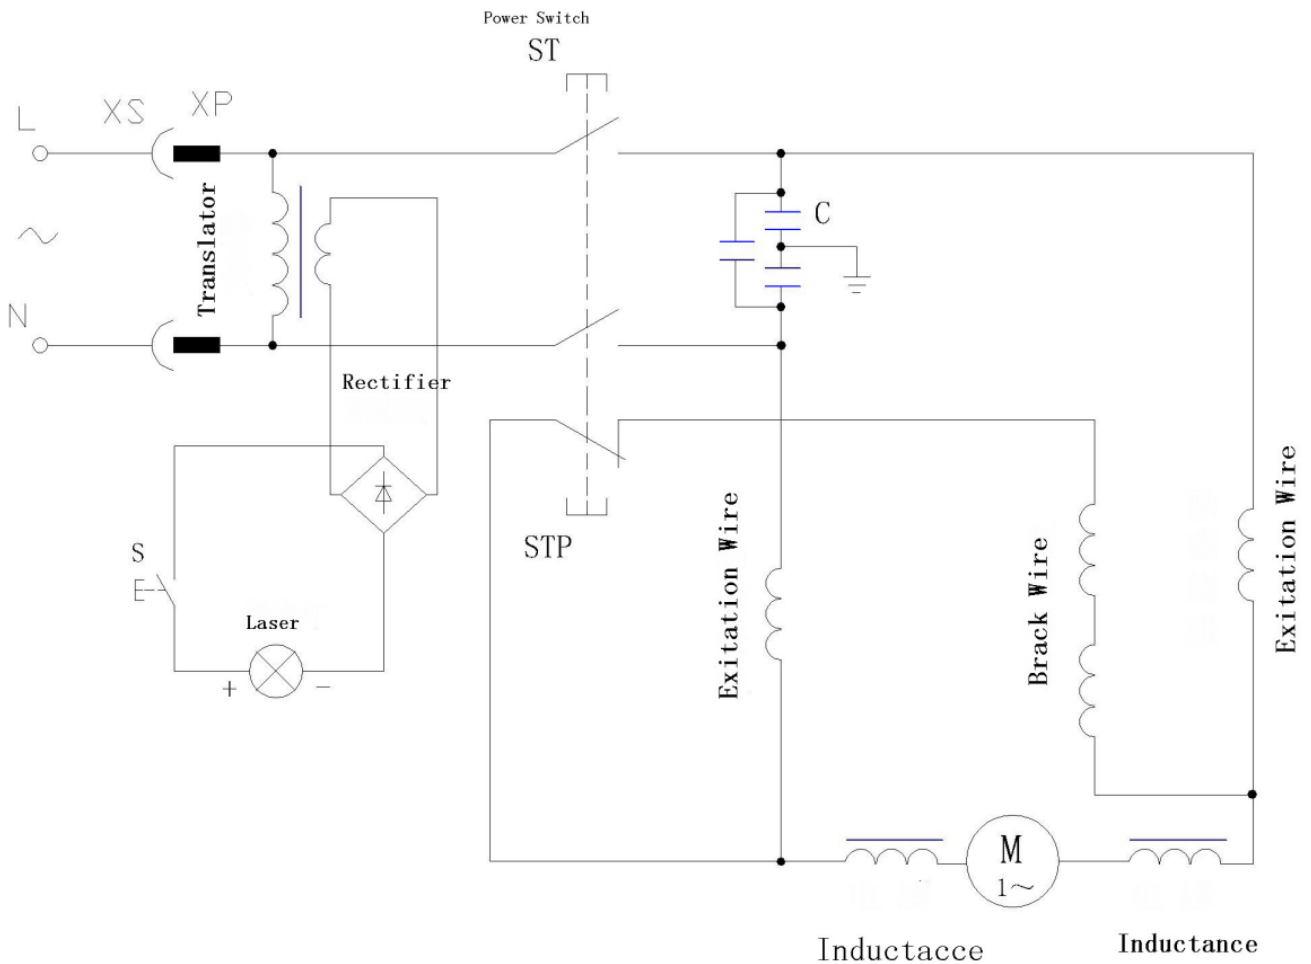 Power Switch
ST
L
XS
XP
Translator
C
N
Rectifier
STP
S
Laser
+
−
Exitation Wire
Brack Wire
Exitation Wire
M
1~
Inductacce
Inductance